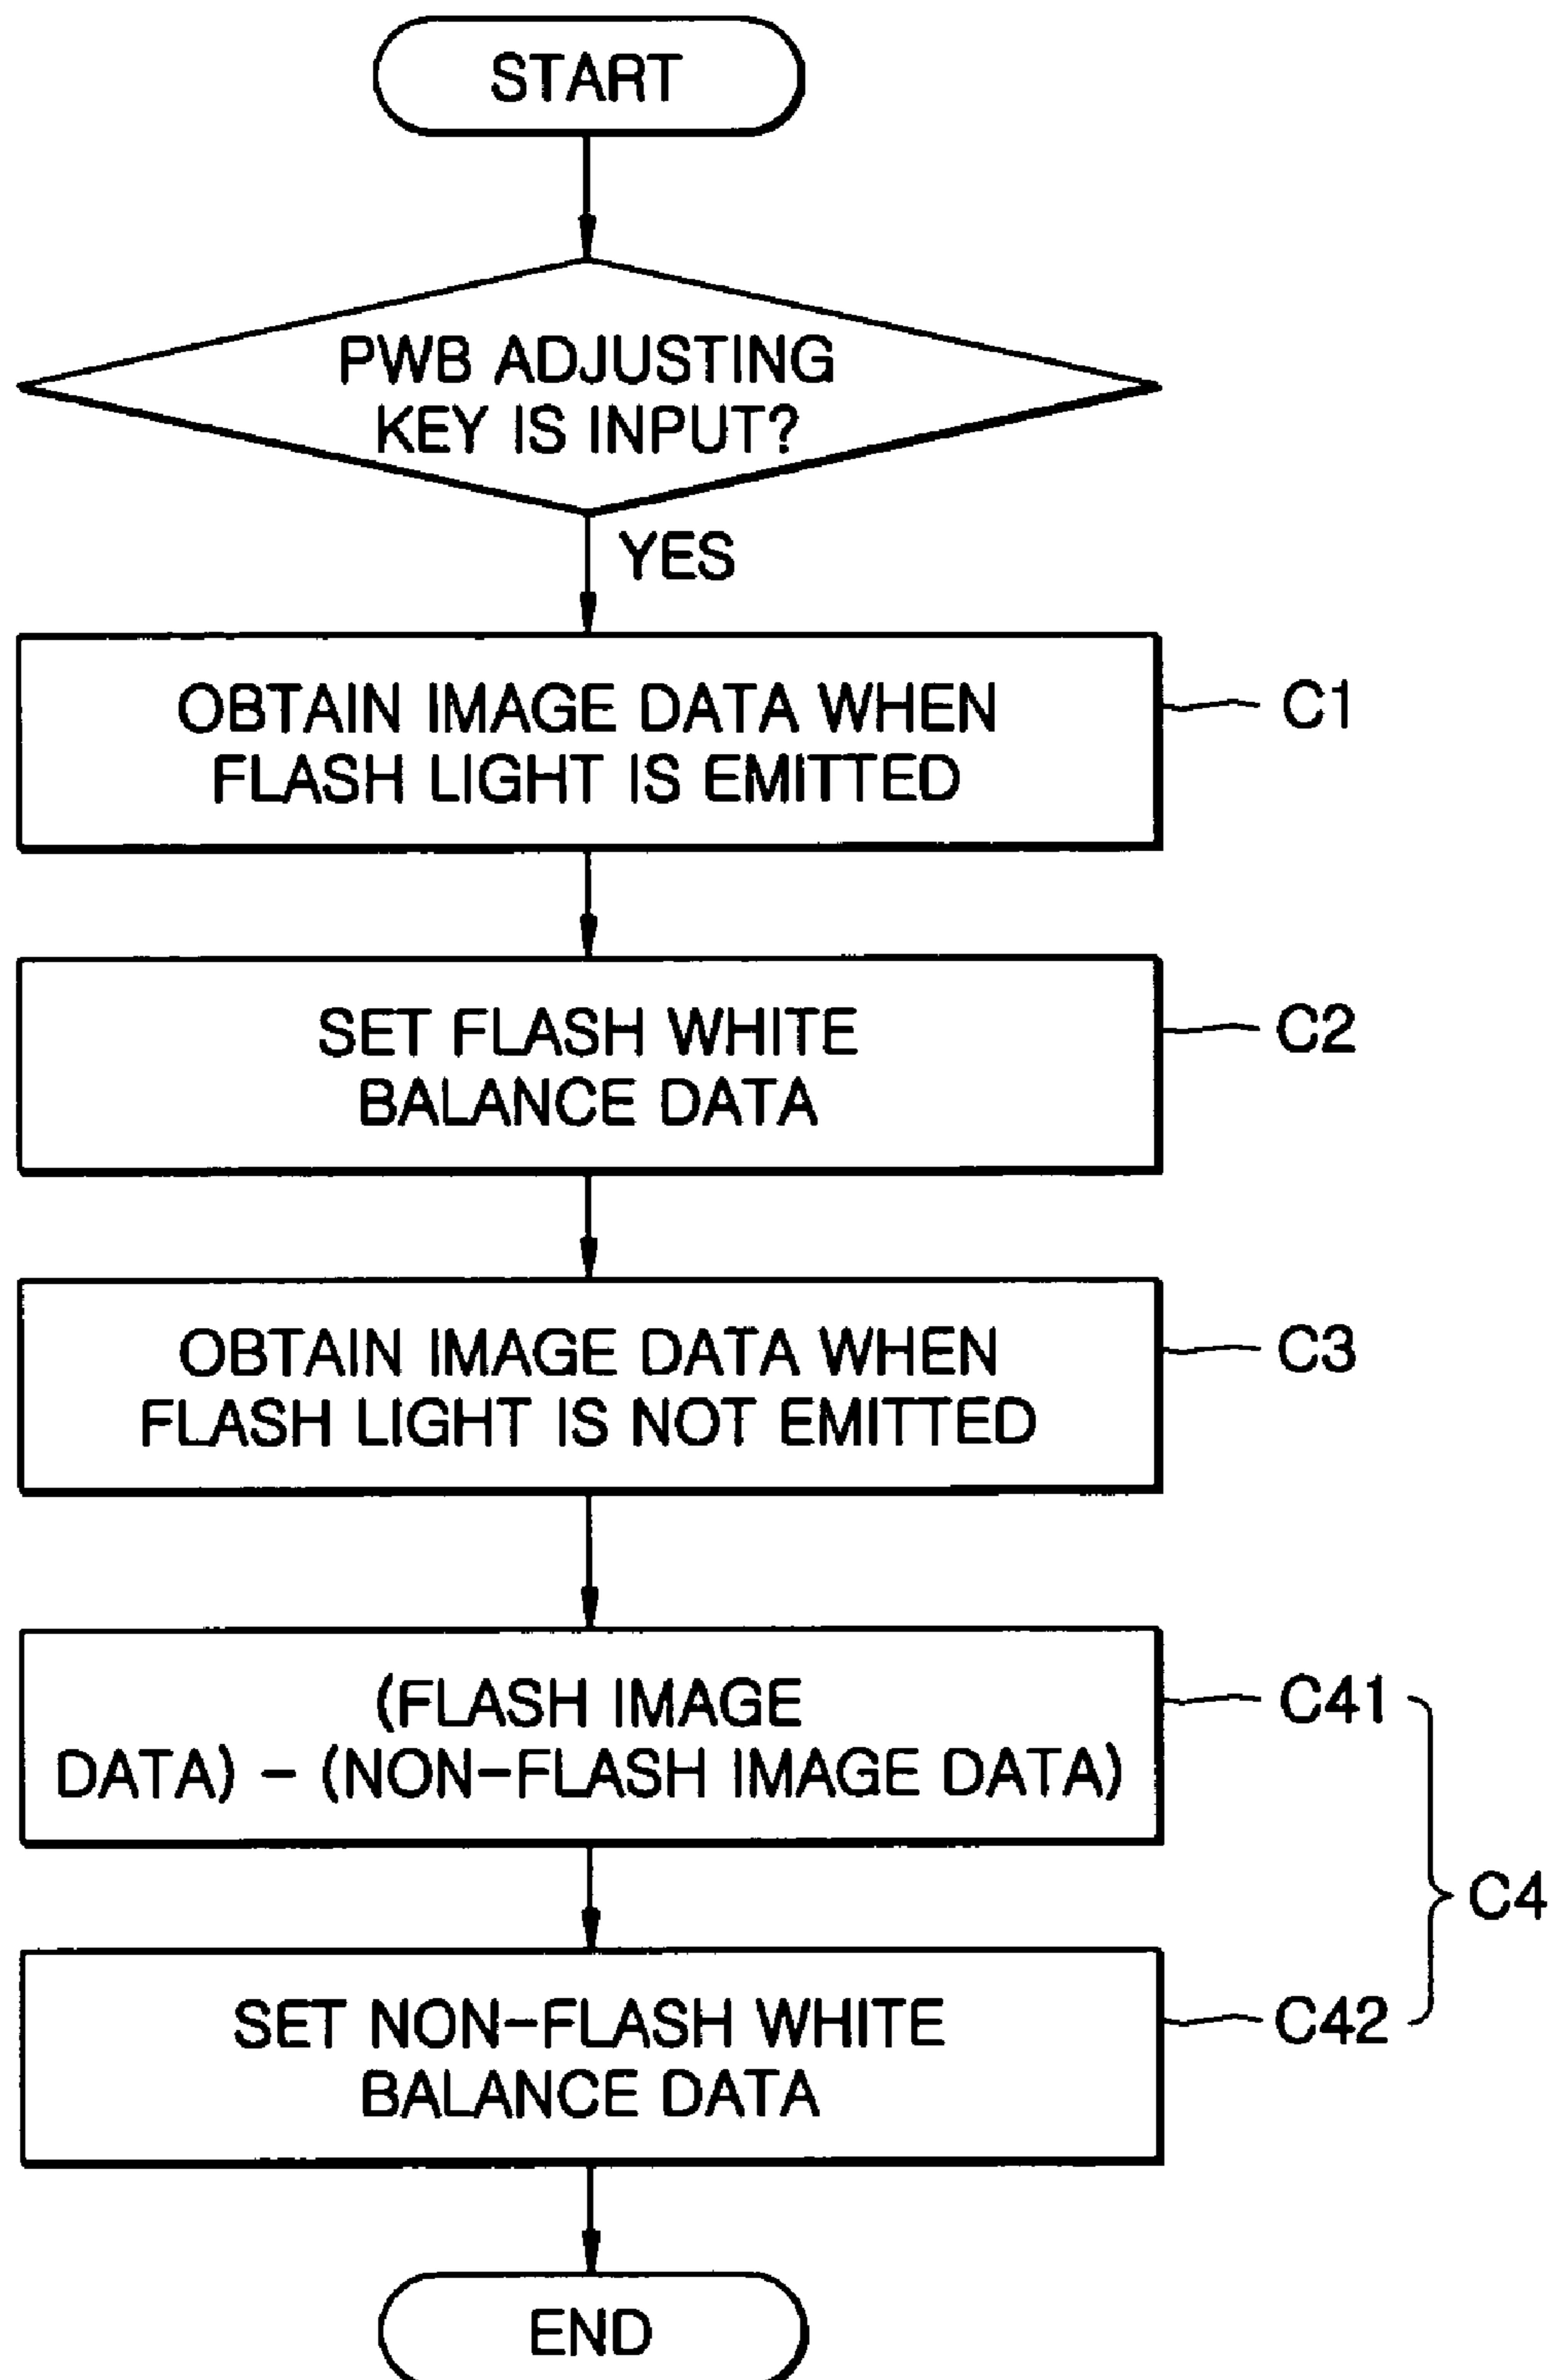 START
PWB ADJUSTING
KEY IS INPUT?
YES
OBTAIN IMAGE DATA WHEN
FLASH LIGHT IS EMITTED
C1
SET FLASH WHITE
BALANCE DATA
C2
OBTAIN IMAGE DATA WHEN
FLASH LIGHT IS NOT EMITTED
C3
(FLASH IMAGE
DATA) - (NON-FLASH IMAGE DATA)
C41
C4
SET NON-FLASH WHITE
BALANCE DATA
C42
END